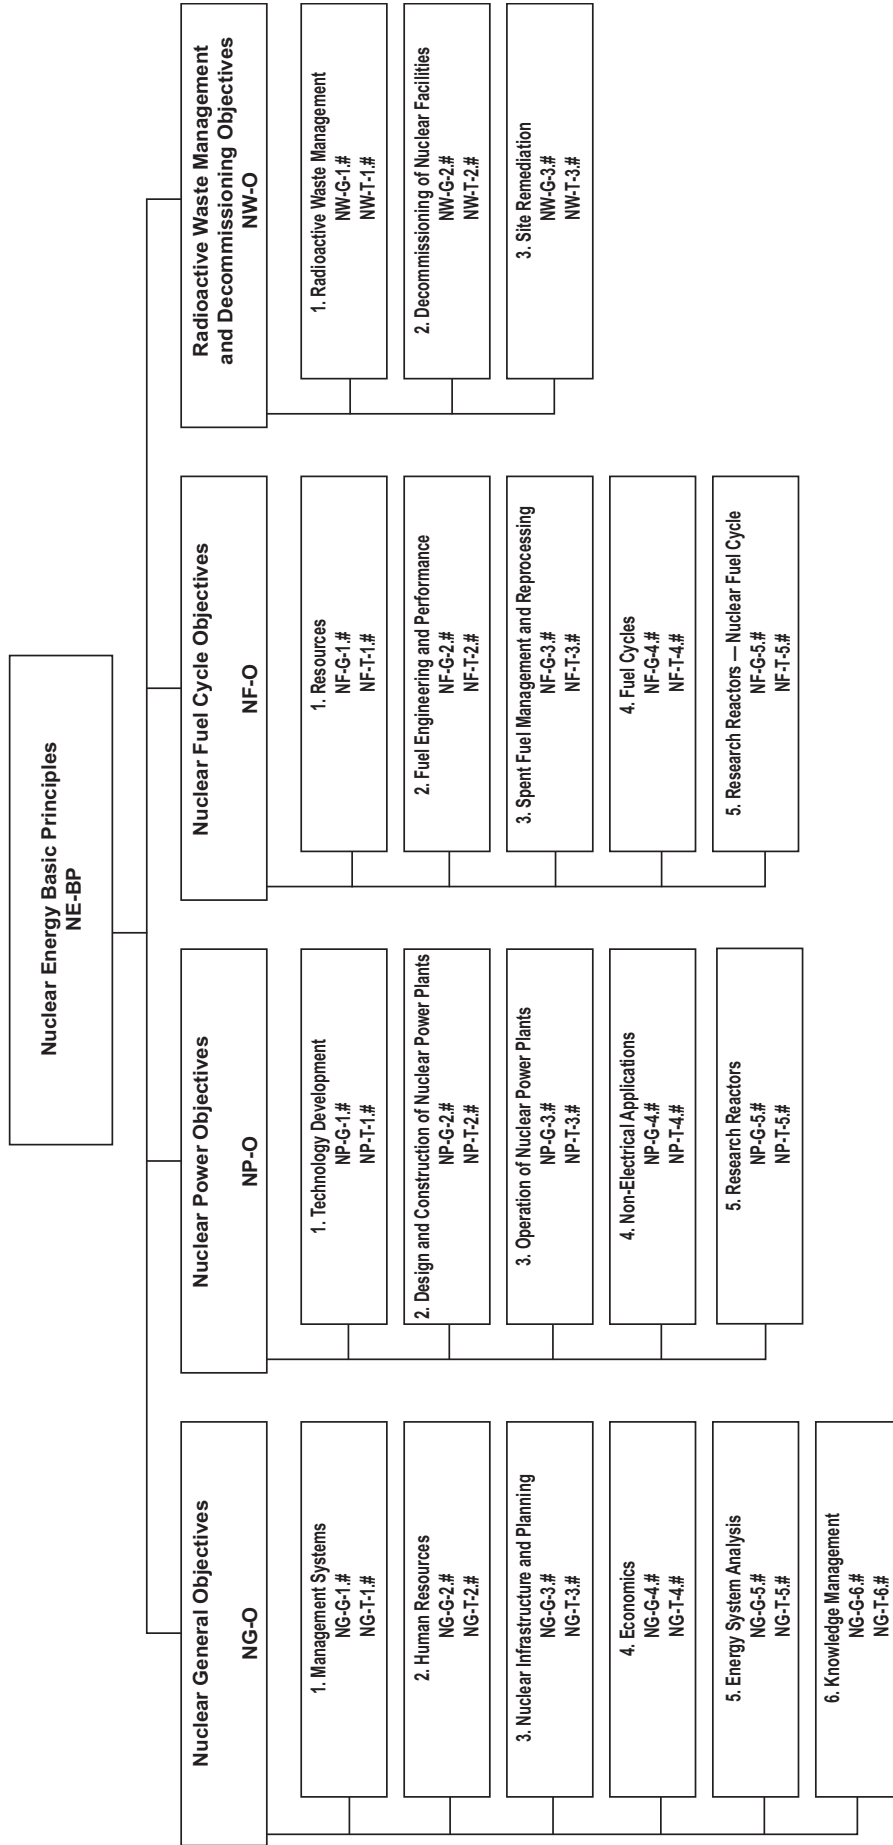 Nuclear Energy Basic Principles
NE-BP
Nuclear General Objectives
NG-O
1. Management Systems
NG-G-1.#
NG-T-1.#
2. Human Resources
NG-G-2.#
NG-T-2.#
3. Nuclear Infrastructure and Planning
NG-G-3.#
NG-T-3.#
4. Economics
NG-G-4.#
NG-T-4.#
5. Energy System Analysis
NG-G-5.#
NG-T-5.#
6. Knowledge Management
NG-G-6.#
NG-T-6.#
Nuclear Power Objectives
NP-O
1. Technology Development
NP-G-1.#
NP-T-1.#
2. Design and Construction of Nuclear Power Plants
NP-G-2.#
NP-T-2.#
3. Operation of Nuclear Power Plants
NP-G-3.#
NP-T-3.#
4. Non-Electrical Applications
NP-G-4.#
NP-T-4.#
5. Research Reactors
NP-G-5.#
NP-T-5.#
Nuclear Fuel Cycle Objectives
NF-O
1. Resources
NF-G-1.#
NF-T-1.#
2. Fuel Engineering and Performance
NF-G-2.#
NF-T-2.#
3. Spent Fuel Management and Reprocessing
NF-G-3.#
NF-T-3.#
4. Fuel Cycles
NF-G-4.#
NF-T-4.#
5. Research Reactors — Nuclear Fuel Cycle
NF-G-5.#
NF-T-5.#
Radioactive Waste Management
and Decommissioning Objectives
NW-O
1. Radioactive Waste Management
NW-G-1.#
NW-T-1.#
2. Decommissioning of Nuclear Facilities
NW-G-2.#
NW-T-2.#
3. Site Remediation
NW-G-3.#
NW-T-3.#